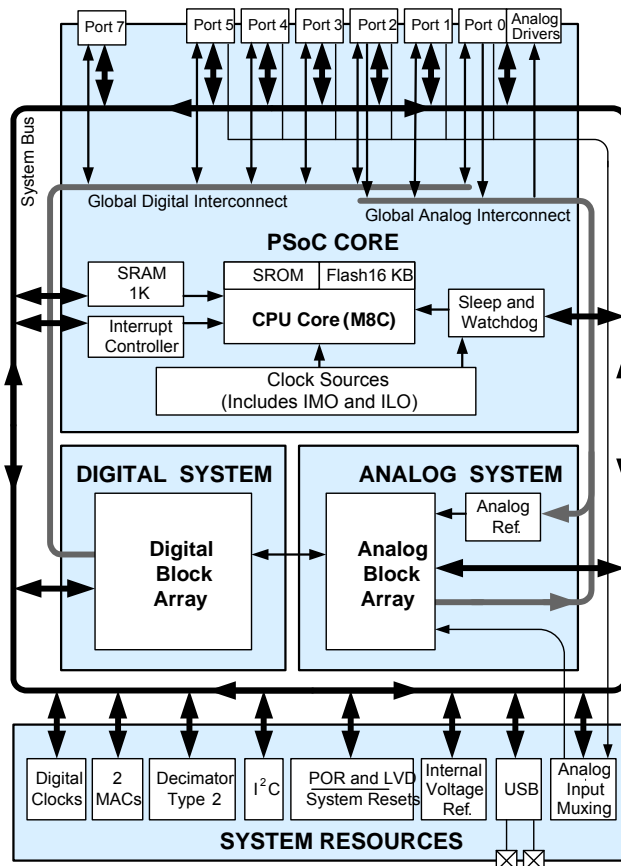 Port 7
Port 5
Port 4
Port 3
Port 2
Port 1
Port 0
Analog
Drivers
System Bus
Global Digital Interconnect
Global Analog Interconnect
PSoC CORE
SRAM
1K
SROM
Flash16 KB
CPU Core (M8C)
Sleep and
Watchdog
Interrupt
Controller
Clock Sources
(Includes IMO and ILO)
DIGITAL SYSTEM
ANALOG SYSTEM
Digital
Block
Array
Analog
Block
Array
Analog
Ref.
Digital
Clocks
2
MACs
Decimator
Type 2
I²C
POR and LVD
System Resets
Internal
Voltage
Ref.
USB
Analog
Input
Muxing
SYSTEM RESOURCES